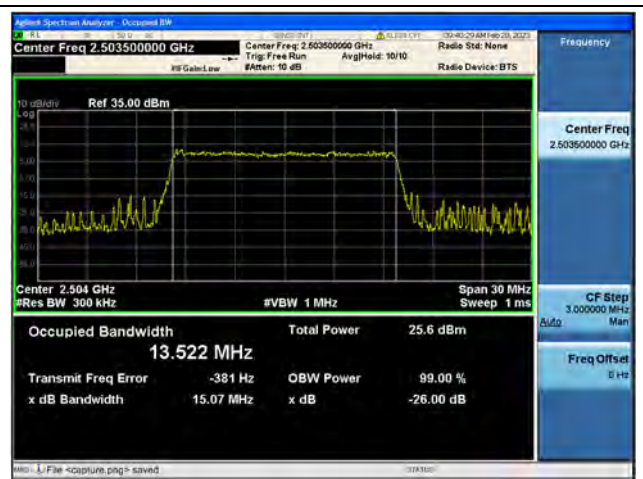 Agilent Spectrum Analyzer - Occupied BW
RL
09:40:29 AM Feb 20, 2023
Center Freq 2.503500000 GHz
Center Freq: 2.503500000 GHz
Radio Std: None
Trig: Free Run
Avg|Hold: 10/10
#IFGain:Low
#Atten: 10 dB
Radio Device: BTS
10 dB/div
Ref 35.00 dBm
Log
Center 2.504 GHz
Span 30 MHz
#Res BW 300 kHz
#VBW 1 MHz
Sweep 1 ms
Occupied Bandwidth
Total Power
25.6 dBm
13.522 MHz
Transmit Freq Error
-381 Hz
OBW Power
99.00 %
x dB Bandwidth
15.07 MHz
x dB
-26.00 dB
Frequency
Center Freq
2.503500000 GHz
CF Step
3.000000 MHz
Auto
Man
Freq Offset
0 Hz
MSG
File <capture.png> saved
STATUS